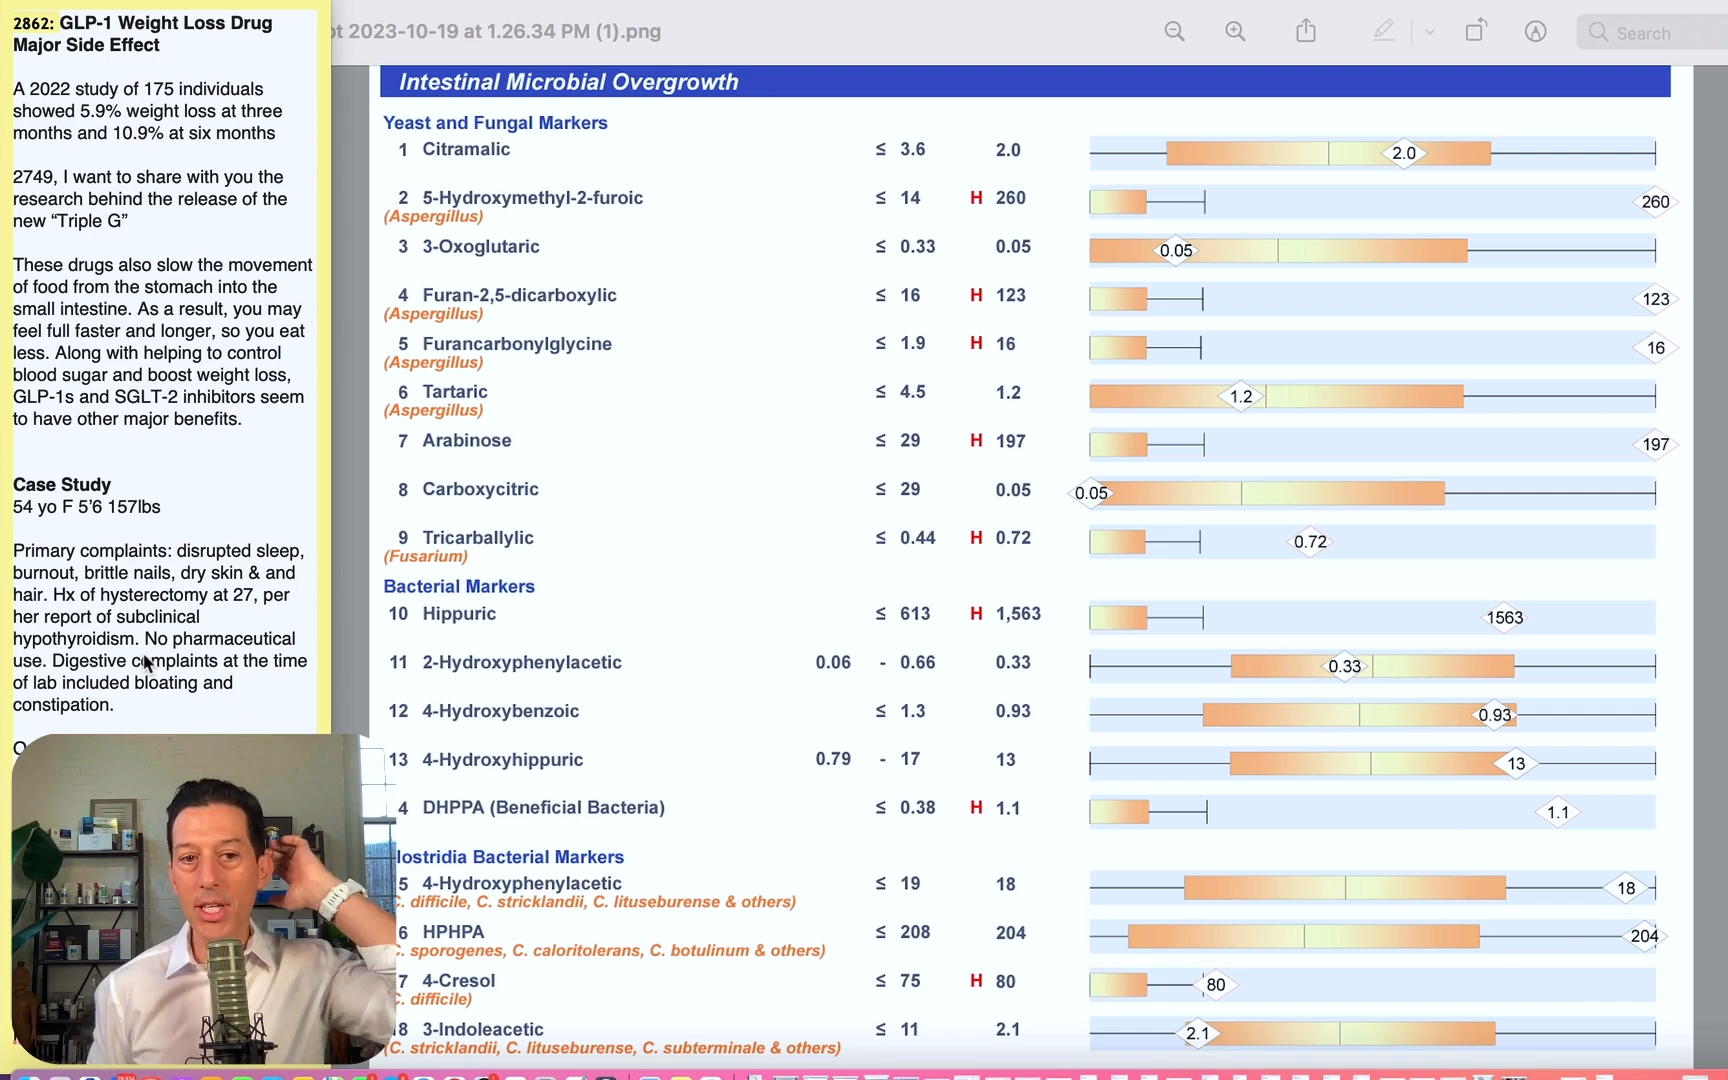 2862: GLP-1 Weight Loss Drug
Major Side Effect
A 2022 study of 175 individuals
showed 5.9% weight loss at three
months and 10.9% at six months
2749, I want to share with you the
research behind the release of the
new “Triple G”
These drugs also slow the movement
of food from the stomach into the
small intestine. As a result, you may
feel full faster and longer, so you eat
less. Along with helping to control
blood sugar and boost weight loss,
GLP-1s and SGLT-2 inhibitors seem
to have other major benefits.
Case Study
54 yo F 5’6 157lbs
Primary complaints: disrupted sleep,
burnout, brittle nails, dry skin & and
hair. Hx of hysterectomy at 27, per
her report of subclinical
hypothyroidism. No pharmaceutical
use. Digestive complaints at the time
of lab included bloating and
constipation.
ot 2023-10-19 at 1.26.34 PM (1).png
Search
Intestinal Microbial Overgrowth
Yeast and Fungal Markers
1 Citramalic ≤ 3.6 2.0 2.0
2 5-Hydroxymethyl-2-furoic ≤ 14 H 260 260
(Aspergillus)
3 3-Oxoglutaric ≤ 0.33 0.05 0.05
4 Furan-2,5-dicarboxylic ≤ 16 H 123 123
(Aspergillus)
5 Furancarbonylglycine ≤ 1.9 H 16 16
(Aspergillus)
6 Tartaric ≤ 4.5 1.2 1.2
(Aspergillus)
7 Arabinose ≤ 29 H 197 197
8 Carboxycitric ≤ 29 0.05 0.05
9 Tricarballylic ≤ 0.44 H 0.72 0.72
(Fusarium)
Bacterial Markers
10 Hippuric ≤ 613 H 1,563 1563
11 2-Hydroxyphenylacetic 0.06 - 0.66 0.33 0.33
12 4-Hydroxybenzoic ≤ 1.3 0.93 0.93
13 4-Hydroxyhippuric 0.79 - 17 13 13
4 DHPPA (Beneficial Bacteria) ≤ 0.38 H 1.1 1.1
lostridia Bacterial Markers
5 4-Hydroxyphenylacetic ≤ 19 18 18
C. difficile, C. stricklandii, C. lituseburense & others)
6 HPHPA ≤ 208 204 204
C. sporogenes, C. caloritolerans, C. botulinum & others)
7 4-Cresol ≤ 75 H 80 80
C. difficile)
18 3-Indoleacetic ≤ 11 2.1 2.1
(C. stricklandii, C. lituseburense, C. subterminale & others)